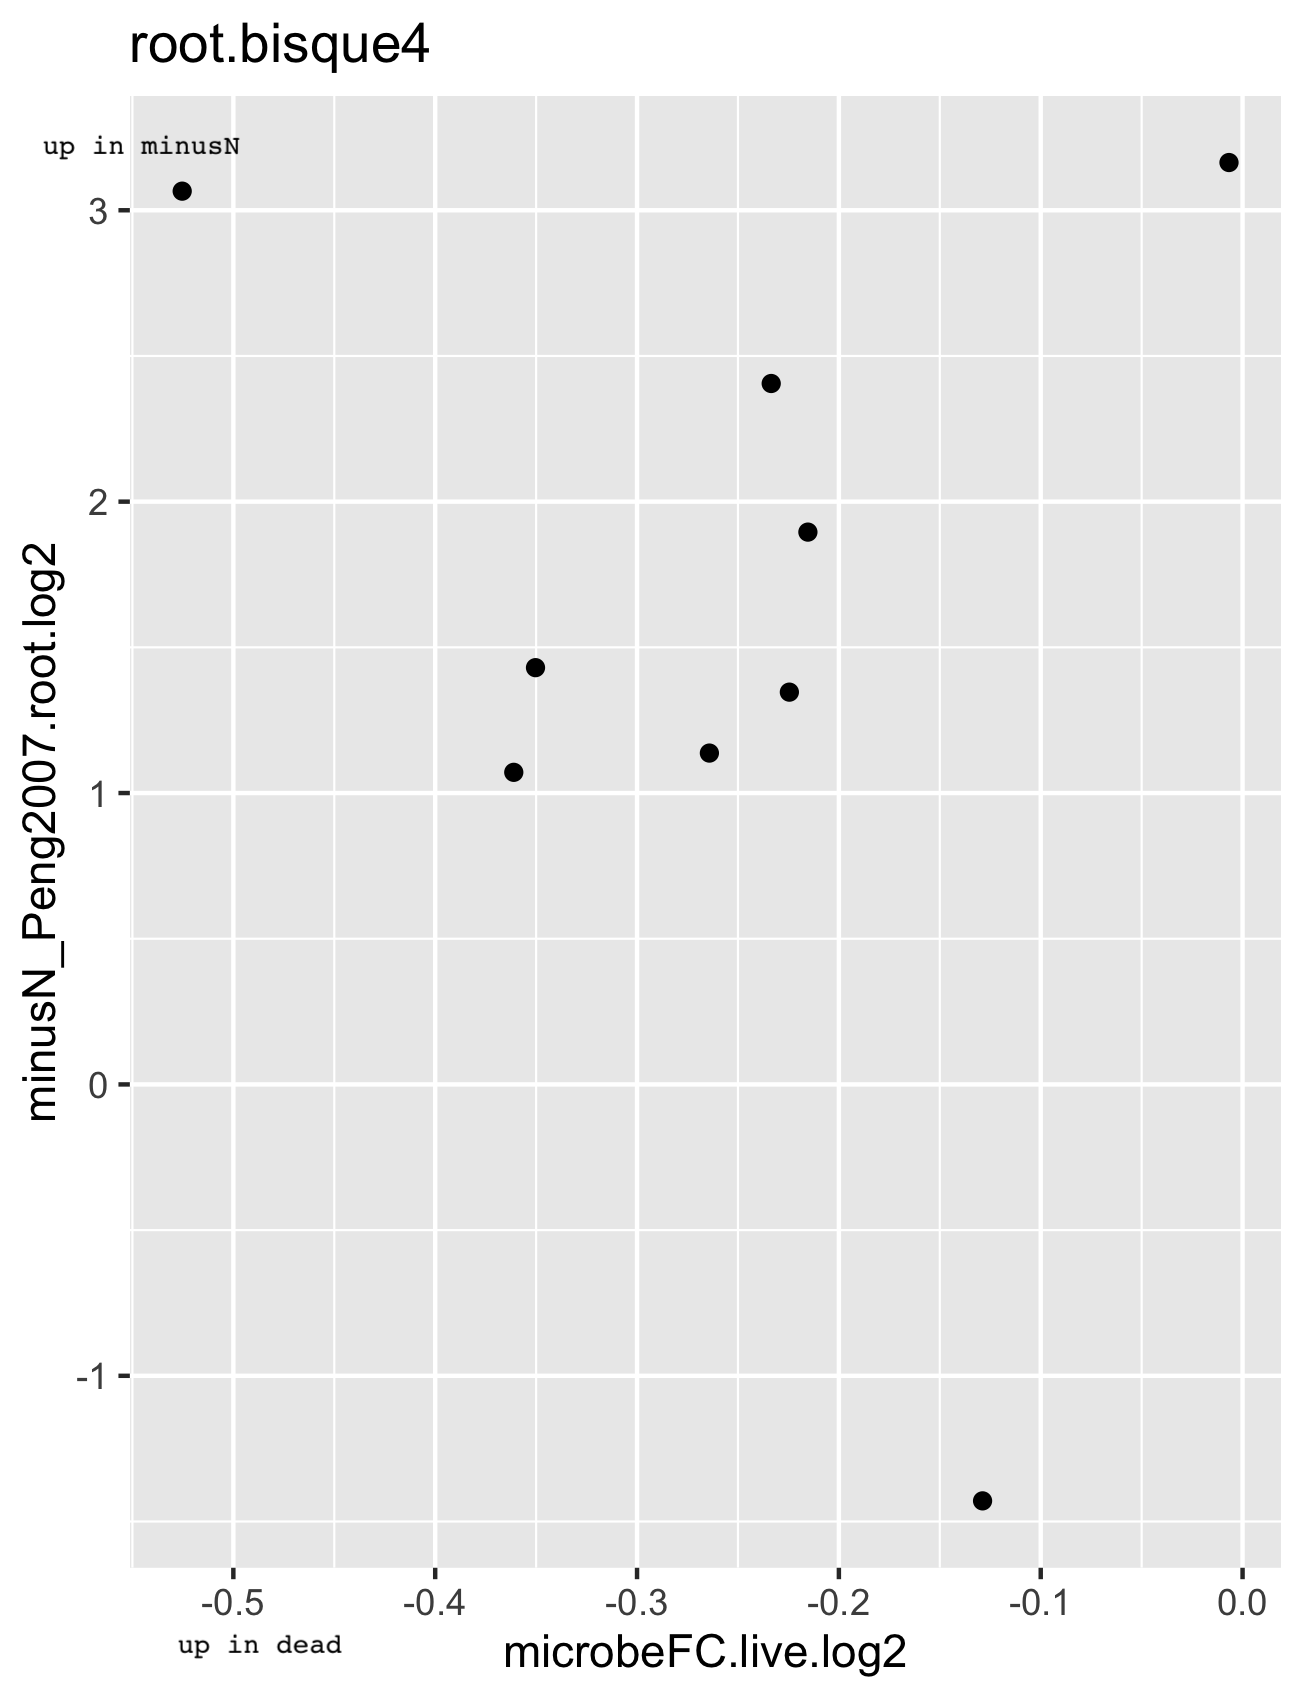 root.bisque4
up in minusN
3
2
1
0
-1
minusN_Peng2007.root.log2
-0.5 -0.4 -0.3 -0.2 -0.1 0.0
up in dead
microbeFC.live.log2